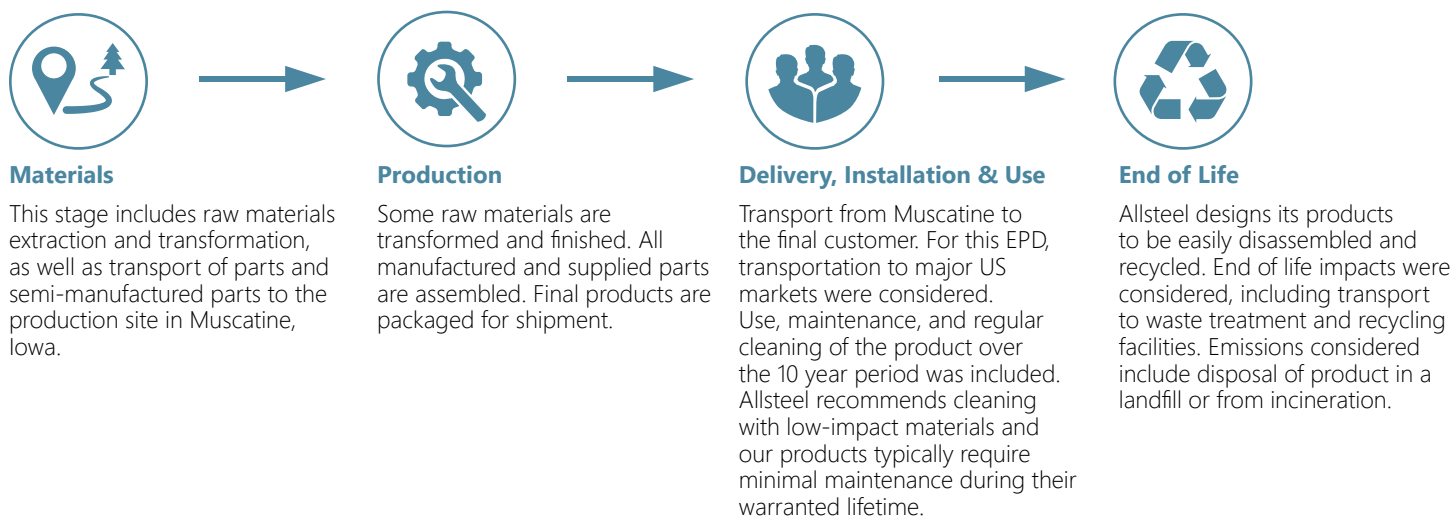 Materials
This stage includes raw materials
extraction and transformation,
as well as transport of parts and
semi-manufactured parts to the
production site in Muscatine,
Iowa.
Production
Some raw materials are
transformed and finished. All
manufactured and supplied parts
are assembled. Final products are
packaged for shipment.
Delivery, Installation & Use
Transport from Muscatine to
the final customer. For this EPD,
transportation to major US
markets were considered.
Use, maintenance, and regular
cleaning of the product over
the 10 year period was included.
Allsteel recommends cleaning
with low-impact materials and
our products typically require
minimal maintenance during their
warranted lifetime.
End of Life
Allsteel designs its products
to be easily disassembled and
recycled. End of life impacts were
considered, including transport
to waste treatment and recycling
facilities. Emissions considered
include disposal of product in a
landfill or from incineration.